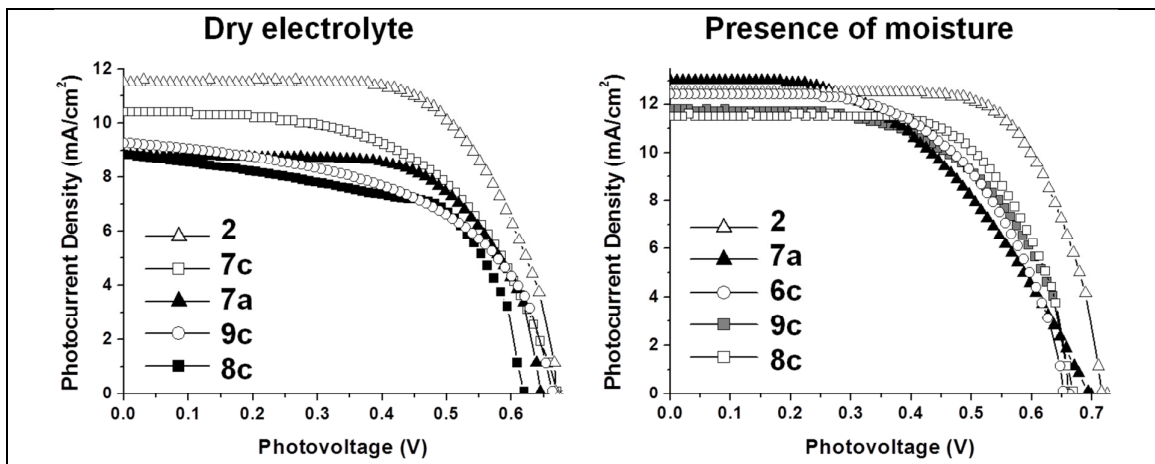 Dry electrolyte
Photocurrent Density (mA/cm²)
12
10
8
6
4
2
0
2
7c
7a
9c
8c
0.0 0.1 0.2 0.3 0.4 0.5 0.6
Photovoltage (V)
Presence of moisture
Photocurrent Density (mA/cm²)
12
10
8
6
4
2
0
2
7a
6c
9c
8c
0.0 0.1 0.2 0.3 0.4 0.5 0.6 0.7
Photovoltage (V)